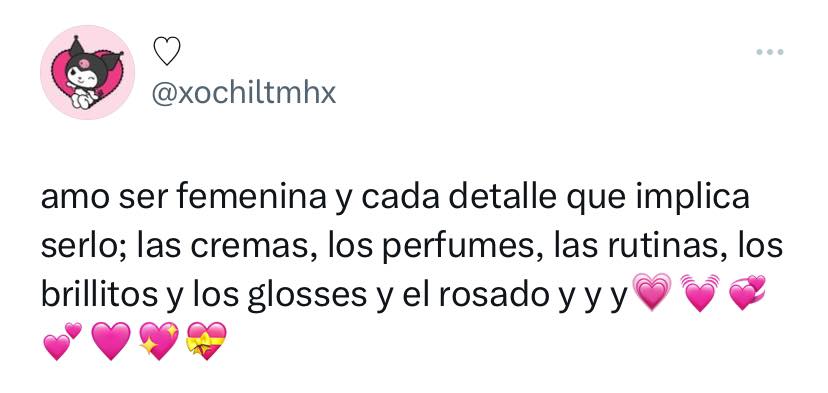 ♡
@xochiltmhx
amo ser femenina y cada detalle que implica
serlo; las cremas, los perfumes, las rutinas, los
brillitos y los glosses y el rosado y y y💗💓💞
💕🩷💖💝